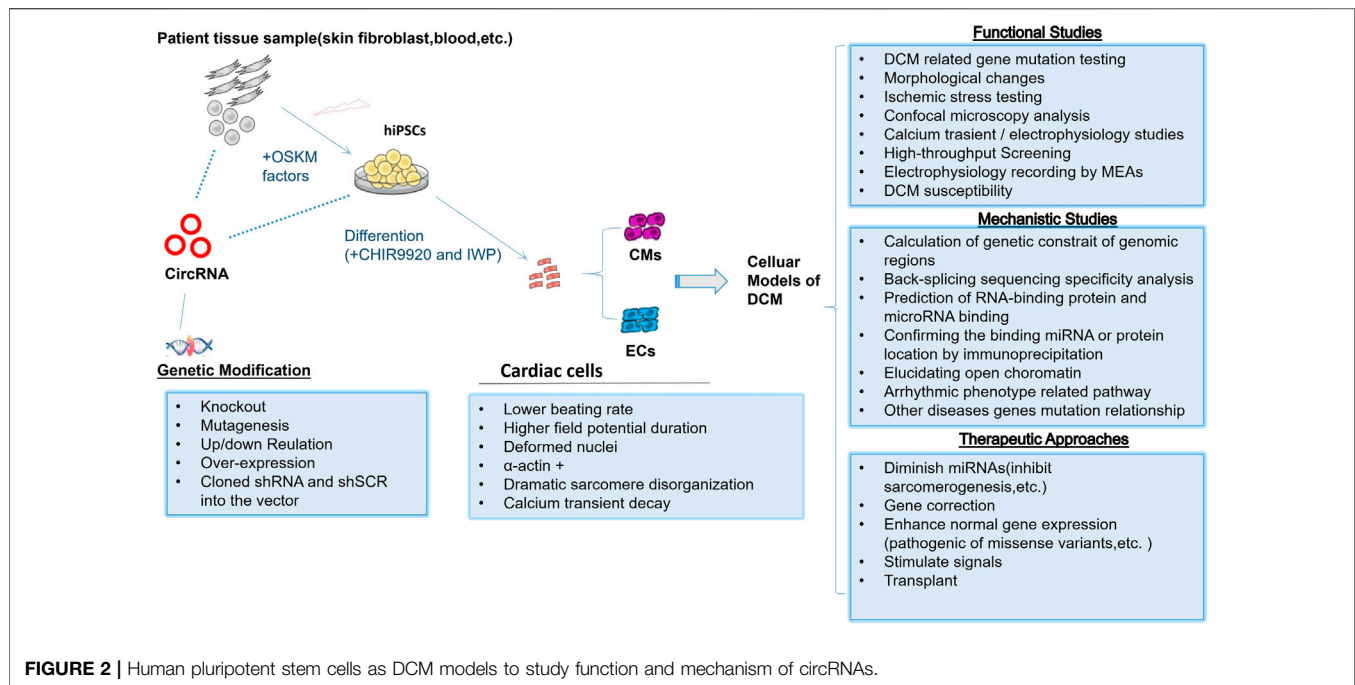 Patient tissue sample(skin fibroblast,blood,etc.)
hiPSCs
+OSKM
factors
CircRNA
Differention
(+CHIR9920 and IWP)
CMs
ECs
Celluar
Models of
DCM
Genetic Modification
• Knockout
• Mutagenesis
• Up/down Reulation
• Over-expression
• Cloned shRNA and shSCR
into the vector
Cardiac cells
• Lower beating rate
• Higher field potential duration
• Deformed nuclei
• α-actin +
• Dramatic sarcomere disorganization
• Calcium transient decay
Functional Studies
• DCM related gene mutation testing
• Morphological changes
• Ischemic stress testing
• Confocal microscopy analysis
• Calcium trasient / electrophysiology studies
• High-throughput Screening
• Electrophysiology recording by MEAs
• DCM susceptibility
Mechanistic Studies
• Calculation of genetic constrait of genomic
regions
• Back-splicing sequencing specificity analysis
• Prediction of RNA-binding protein and
microRNA binding
• Confirming the binding miRNA or protein
location by immunoprecipitation
• Elucidating open choromatin
• Arrhythmic phenotype related pathway
• Other diseases genes mutation relationship
Therapeutic Approaches
• Diminish miRNAs(inhibit
sarcomerogenesis,etc.)
• Gene correction
• Enhance normal gene expression
(pathogenic of missense variants,etc. )
• Stimulate signals
• Transplant
FIGURE 2 | Human pluripotent stem cells as DCM models to study function and mechanism of circRNAs.